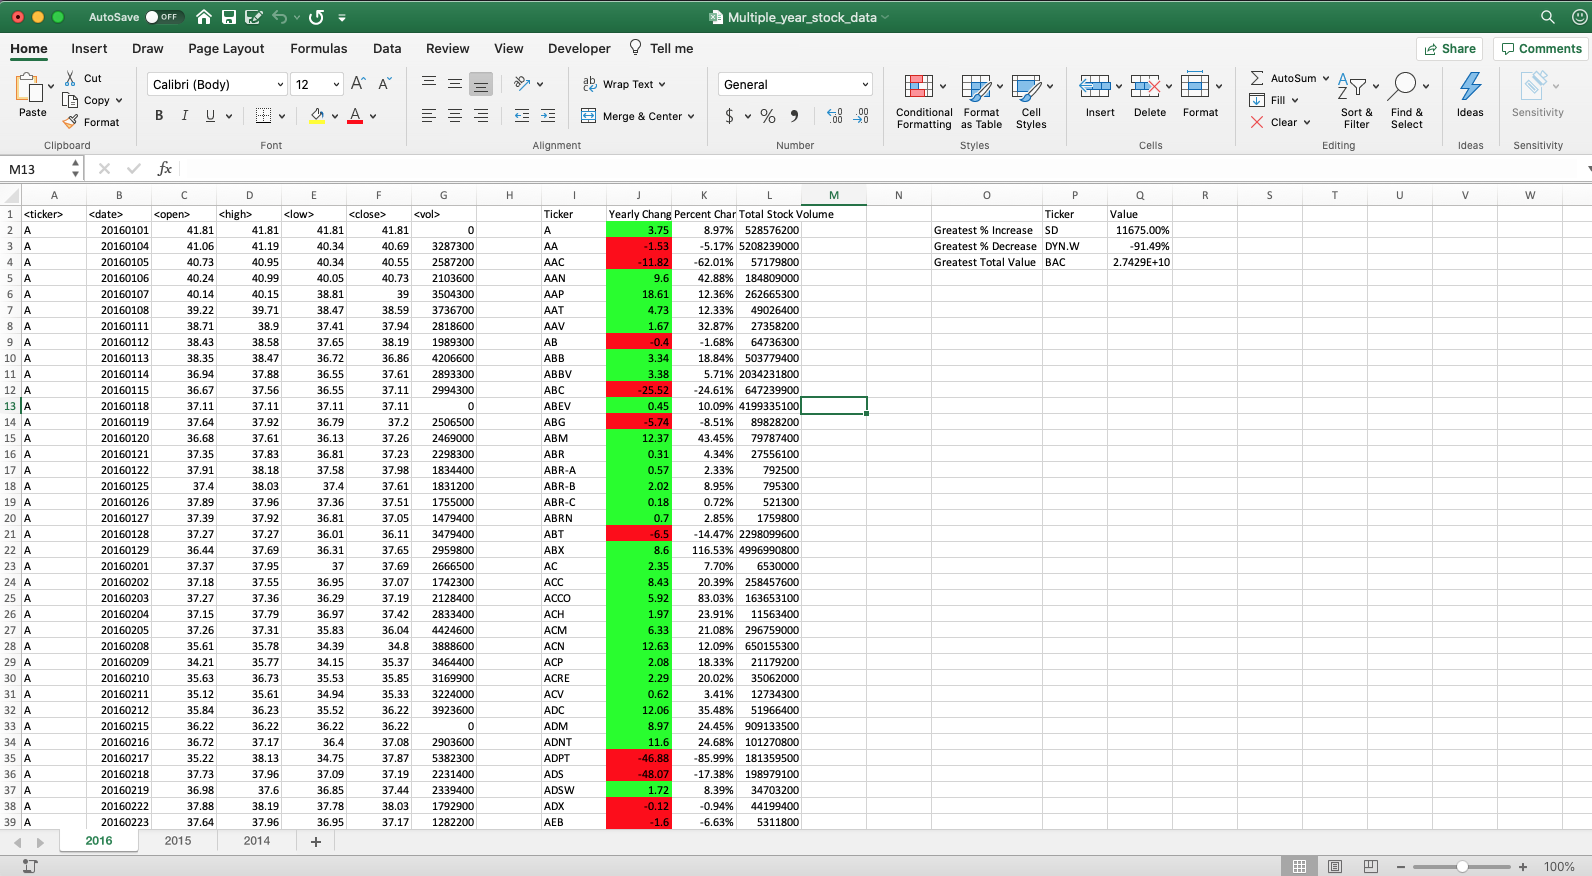 AutoSave OFF Multiple_year_stock_data
Home Insert Draw Page Layout Formulas Data Review View Developer Tell me Share Comments
Paste Cut Copy Format Clipboard
Calibri (Body) 12 A A B I U A Font
ab Wrap Text Merge & Center Alignment
General $ % Number
Conditional Formatting Format as Table Cell Styles Styles
Insert Delete Format Cells
AutoSum Fill Clear Sort & Filter Find & Select Editing
Ideas Ideas
Sensitivity Sensitivity
M13 fx
A B C D E F G H I J K L M N O P Q R S T U V W
1 <ticker> <date> <open> <high> <low> <close> <vol> Ticker Yearly Chang Percent Char Total Stock Volume Ticker Value
2 A 20160101 41.81 41.81 41.81 41.81 0 A 3.75 8.97% 528576200 Greatest % Increase SD 11675.00%
3 A 20160104 41.06 41.19 40.34 40.69 3287300 AA -1.53 -5.17% 5208239000 Greatest % Decrease DYN.W -91.49%
4 A 20160105 40.73 40.95 40.34 40.55 2587200 AAC -11.82 -62.01% 57179800 Greatest Total Value BAC 2.7429E+10
5 A 20160106 40.24 40.99 40.05 40.73 2103600 AAN 9.6 42.88% 184809000
6 A 20160107 40.14 40.15 38.81 39 3504300 AAP 18.61 12.36% 262665300
7 A 20160108 39.22 39.71 38.47 38.59 3736700 AAT 4.73 12.33% 49026400
8 A 20160111 38.71 38.9 37.41 37.94 2818600 AAV 1.67 32.87% 27358200
9 A 20160112 38.43 38.58 37.65 38.19 1989300 AB -0.4 -1.68% 64736300
10 A 20160113 38.35 38.47 36.72 36.86 4206600 ABB 3.34 18.84% 503779400
11 A 20160114 36.94 37.88 36.55 37.61 2893300 ABBV 3.38 5.71% 2034231800
12 A 20160115 36.67 37.56 36.55 37.11 2994300 ABC -25.52 -24.61% 647239900
13 A 20160118 37.11 37.11 37.11 37.11 0 ABEV 0.45 10.09% 4199335100
14 A 20160119 37.64 37.92 36.79 37.2 2506500 ABG -5.74 -8.51% 89828200
15 A 20160120 36.68 37.61 36.13 37.26 2469000 ABM 12.37 43.45% 79787400
16 A 20160121 37.35 37.83 36.81 37.23 2298300 ABR 0.31 4.34% 27556100
17 A 20160122 37.91 38.18 37.58 37.98 1834400 ABR-A 0.57 2.33% 792500
18 A 20160125 37.4 38.03 37.4 37.61 1831200 ABR-B 2.02 8.95% 795300
19 A 20160126 37.89 37.96 37.36 37.51 1755000 ABR-C 0.18 0.72% 521300
20 A 20160127 37.39 37.92 36.81 37.05 1479400 ABRN 0.7 2.85% 1759800
21 A 20160128 37.27 37.27 36.01 36.11 3479400 ABT -6.5 -14.47% 2298099600
22 A 20160129 36.44 37.69 36.31 37.65 2959800 ABX 8.6 116.53% 4996990800
23 A 20160201 37.37 37.95 37 37.69 2666500 AC 2.35 7.70% 6530000
24 A 20160202 37.18 37.55 36.95 37.07 1742300 ACC 8.43 20.39% 258457600
25 A 20160203 37.27 37.36 36.29 37.19 2128400 ACCO 5.92 83.03% 163653100
26 A 20160204 37.15 37.79 36.97 37.42 2833400 ACH 1.97 23.91% 11563400
27 A 20160205 37.26 37.31 35.83 36.04 4424600 ACM 6.33 21.08% 296759000
28 A 20160208 35.61 35.78 34.39 34.8 3888600 ACN 12.63 12.09% 650155300
29 A 20160209 34.21 35.77 34.15 35.37 3464400 ACP 2.08 18.33% 21179200
30 A 20160210 35.63 36.73 35.53 35.85 3169900 ACRE 2.29 20.02% 35062000
31 A 20160211 35.12 35.61 34.94 35.33 3224000 ACV 0.62 3.41% 12734300
32 A 20160212 35.84 36.23 35.52 36.22 3923600 ADC 12.06 35.48% 51966400
33 A 20160215 36.22 36.22 36.22 36.22 0 ADM 8.97 24.45% 909133500
34 A 20160216 36.72 37.17 36.4 37.08 2903600 ADNT 11.6 24.68% 101270800
35 A 20160217 35.22 38.13 34.75 37.87 5382300 ADPT -46.88 -85.99% 181359500
36 A 20160218 37.73 37.96 37.09 37.19 2231400 ADS -48.07 -17.38% 198979100
37 A 20160219 36.98 37.6 36.85 37.44 2339400 ADSW 1.72 8.39% 34703200
38 A 20160222 37.88 38.19 37.78 38.03 1792900 ADX -0.12 -0.94% 44199400
39 A 20160223 37.64 37.96 36.95 37.17 1282200 AEB -1.6 -6.63% 5311800
2016 2015 2014 +
100%